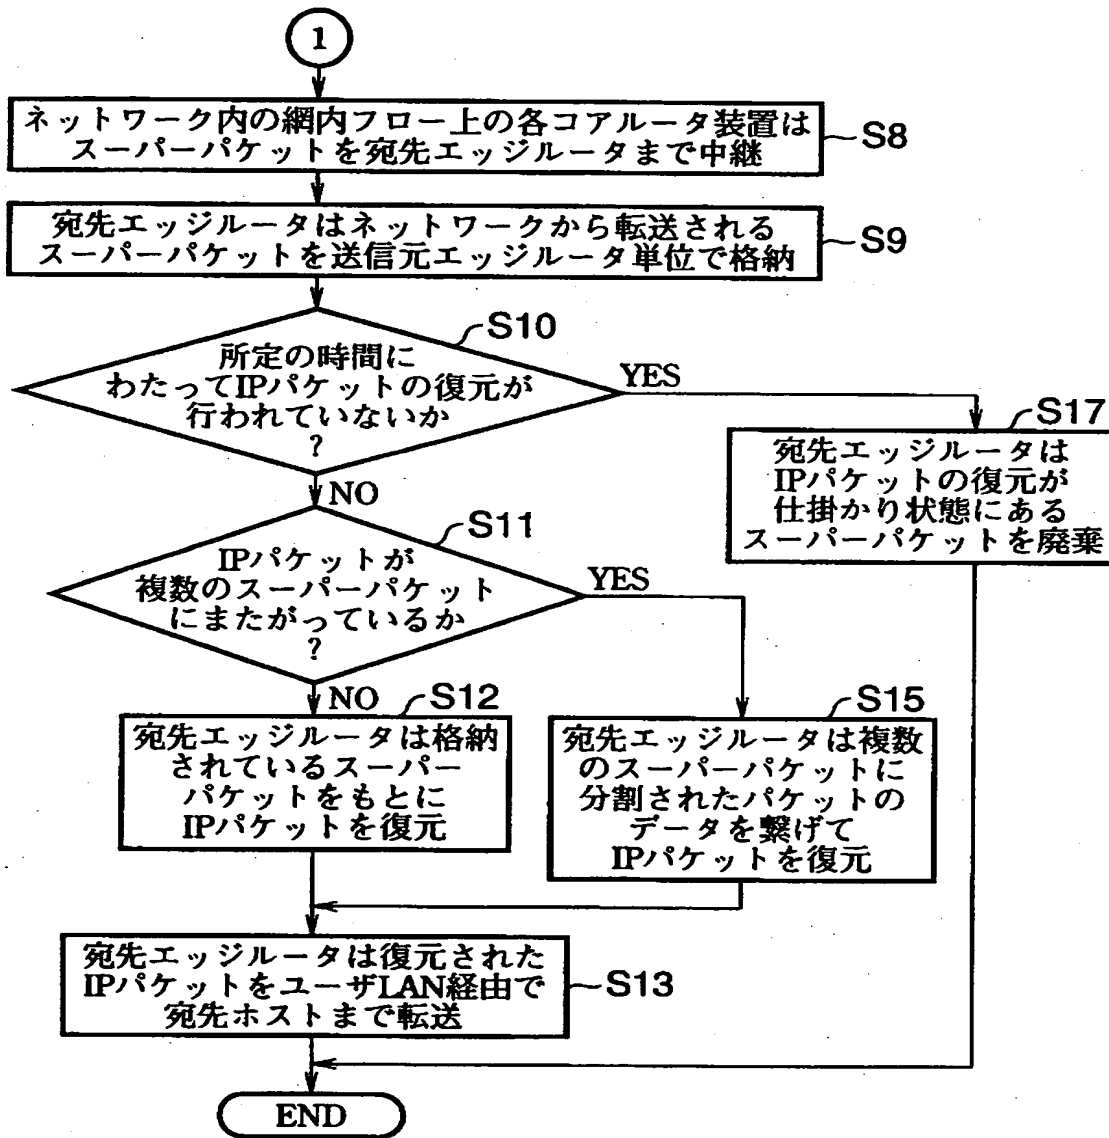 1
ネットワーク内の網内フロー上の各コアルータ装置は
スーパーパケットを宛先エッジルータまで中継
S8
宛先エッジルータはネットワークから転送される
スーパーパケットを送信元エッジルータ単位で格納
S9
S10
所定の時間に
わたってIPパケットの復元が
行われていないか
?
YES
NO
S17
宛先エッジルータは
IPパケットの復元が
仕掛かり状態にある
スーパーパケットを廃棄
S11
IPパケットが
複数のスーパーパケット
にまたがっているか
?
YES
NO
S12
宛先エッジルータは格納
されているスーパー
パケットをもとに
IPパケットを復元
S15
宛先エッジルータは複数
のスーパーパケットに
分割されたパケットの
データを繋げて
IPパケットを復元
宛先エッジルータは復元された
IPパケットをユーザLAN経由で
宛先ホストまで転送
S13
END